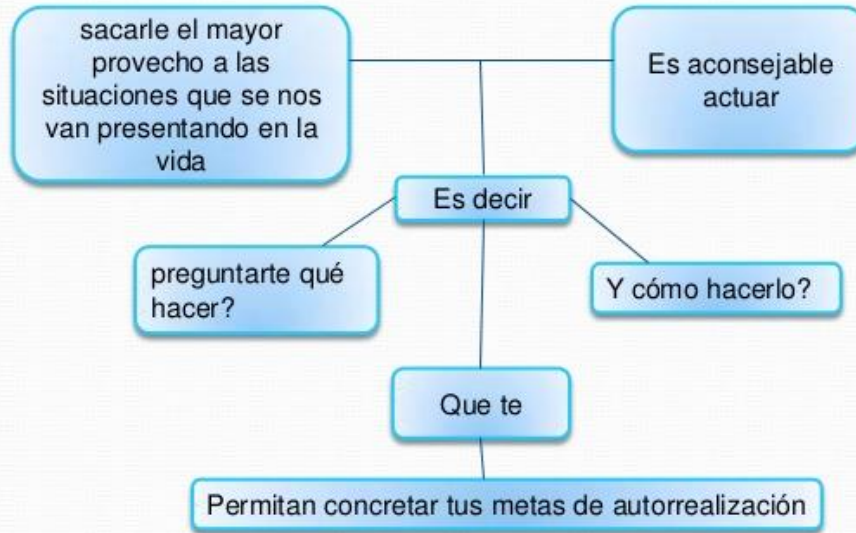 sacarle el mayor
provecho a las
situaciones que se nos
van presentando en la
vida
Es aconsejable
actuar
Es decir
preguntarte qué
hacer?
Y cómo hacerlo?
Que te
Permitan concretar tus metas de autorrealización